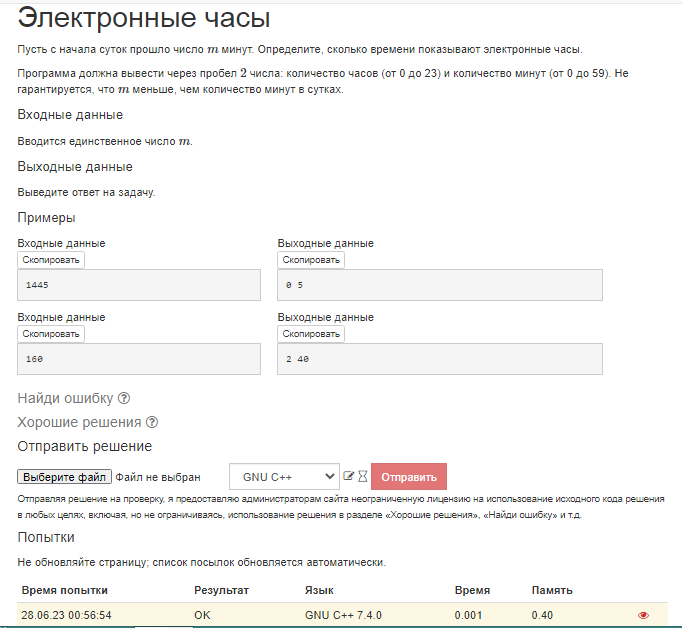 Электронные часы
Пусть с начала суток прошло число m минут. Определите, сколько времени показывают электронные часы.
Программа должна вывести через пробел 2 числа: количество часов (от 0 до 23) и количество минут (от 0 до 59). Не
гарантируется, что m меньше, чем количество минут в сутках.
Входные данные
Вводится единственное число m.
Выходные данные
Выведите ответ на задачу.
Примеры
Входные данные Выходные данные
Скопировать Скопировать
1445 0 5
Входные данные Выходные данные
Скопировать Скопировать
160 2 40
Найди ошибку ?
Хорошие решения ?
Отправить решение
Выберите файл Файл не выбран GNU C++ Отправить
Отправляя решение на проверку, я предоставляю администраторам сайта неограниченную лицензию на использование исходного кода решения
в любых целях, включая, но не ограничиваясь, использование решения в разделе «Хорошие решения», «Найди ошибку» и т.д.
Попытки
Не обновляйте страницу; список посылок обновляется автоматически.
Время попытки Результат Язык Время Память
28.06.23 00:56:54 OK GNU C++ 7.4.0 0.001 0.40